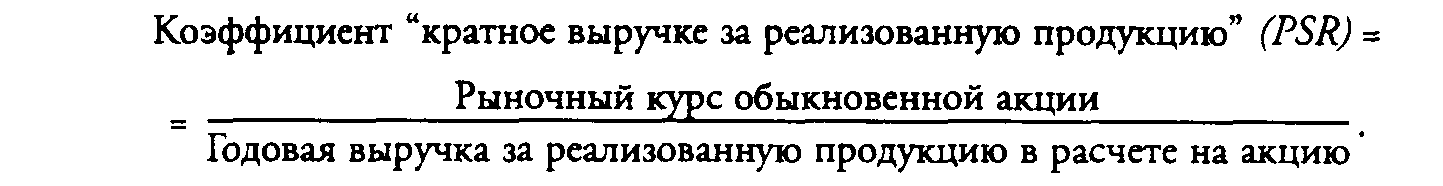 Коэффициент “кратное выручке за реализованную продукцию” (PSR) =
Рыночный курс обыкновенной акции
=
Годовая выручка за реализованную продукцию в расчете на акцию.